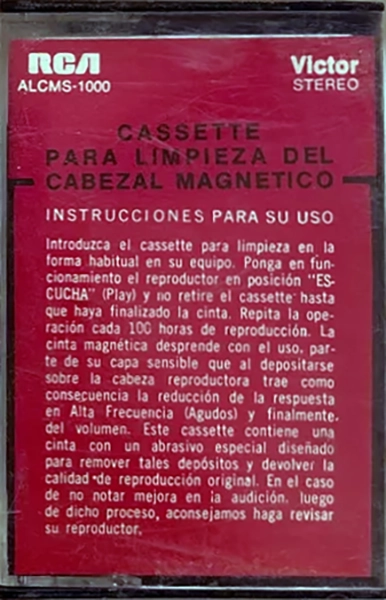 RCA Victor
ALCMS-1000 STEREO
CASSETTE
PARA LIMPIEZA DEL
CABEZAL MAGNETICO
INSTRUCCIONES PARA SU USO
Introduzca el cassette para limpieza en la
forma habitual en su equipo. Ponga en fun-
cionamiento el reproductor en posición "ES-
CUCHA" (Play) y no retire el cassette hasta
que haya finalizado la cinta. Repita la ope-
ración cada 100 horas de reproducción. La
cinta magnética desprende con el uso, par-
te de su capa sensible que al depositarse
sobre la cabeza reproductora trae como
consecuencia la reducción de la respuesta
en Alta Frecuencia (Agudos) y finalmente,
del volumen. Este cassette contiene una
cinta con un abrasivo especial diseñado
para remover tales depósitos y devolver la
calidad de reproducción original. En el caso
de no notar mejora en la audición, luego
de dicho proceso, aconsejamos haga revisar
su reproductor.